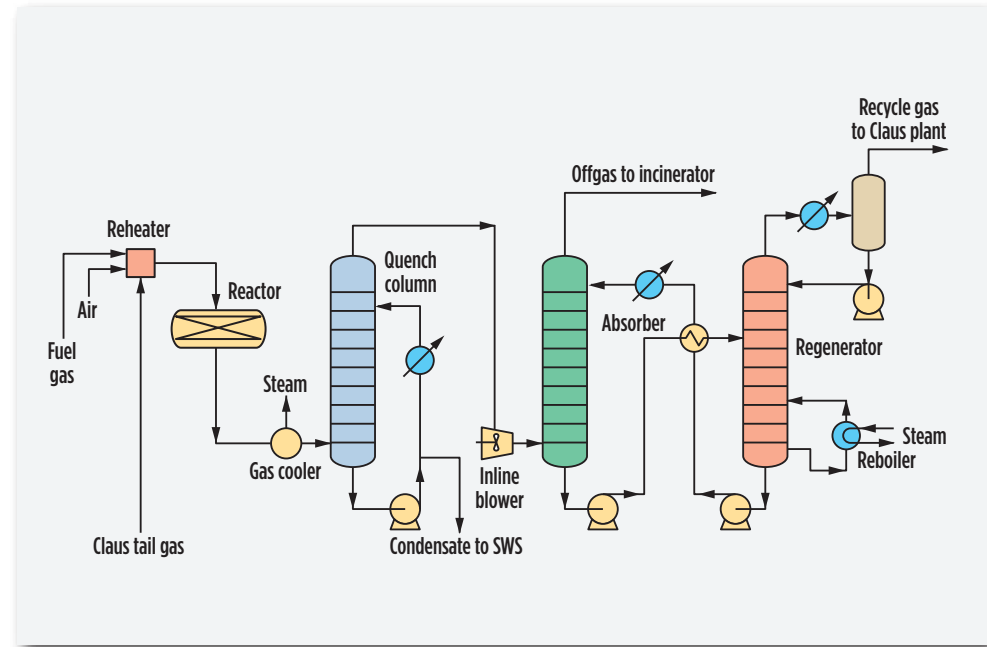 Recycle gas
to Claus plant
Offgas to incinerator
Reheater
Quench
column
Reactor
Air
Absorber
Fuel
gas
Regenerator
Steam
Steam
Reboiler
Gas cooler
Inline
blower
Claus tail gas
Condensate to SWS